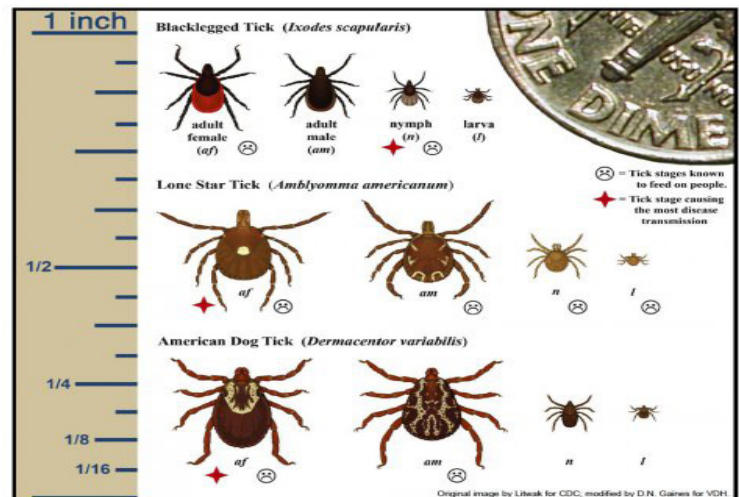 1 inch
Blacklegged Tick (Ixodes scapularis)
ONE DIME
adult female (af)
adult male (am)
nymph (n)
larva (l)
= Tick stages known to feed on people.
= Tick stage causing the most disease transmission
Lone Star Tick (Amblyomma americanum)
1/2
af
am
n
l
American Dog Tick (Dermacentor variabilis)
1/4
1/8
1/16
af
am
n
l
Original image by Litwak for CDC; modified by D.N. Gaines for VDH.